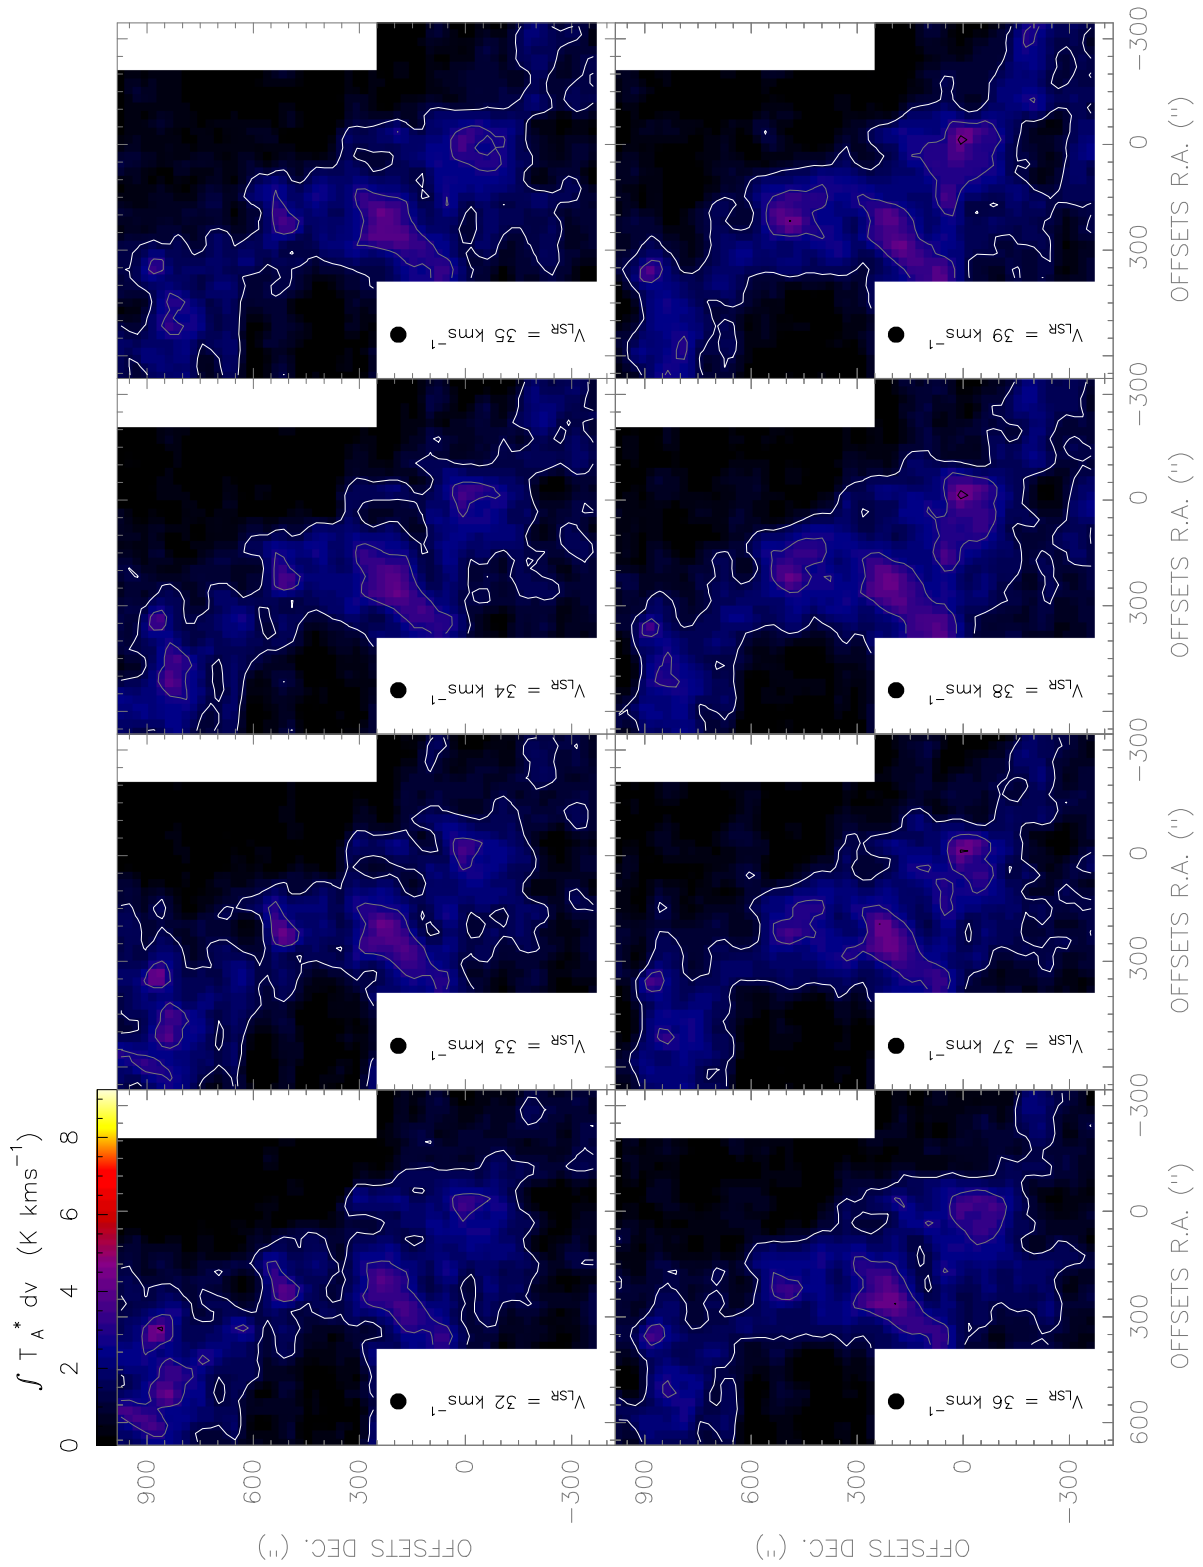 ∫ T_A^* dv (K kms⁻¹)
0 2 4 6 8
V_LSR = 32 kms⁻¹
V_LSR = 33 kms⁻¹
V_LSR = 34 kms⁻¹
V_LSR = 35 kms⁻¹
900 600 300 0 −300
OFFSETS DEC. (")
V_LSR = 36 kms⁻¹
V_LSR = 37 kms⁻¹
V_LSR = 38 kms⁻¹
V_LSR = 39 kms⁻¹
900 600 300 0 −300
OFFSETS DEC. (")
600 300 0 −300
300 0 −300
300 0 −300
300 0 −300
OFFSETS R.A. (")
OFFSETS R.A. (")
OFFSETS R.A. (")
OFFSETS R.A. (")